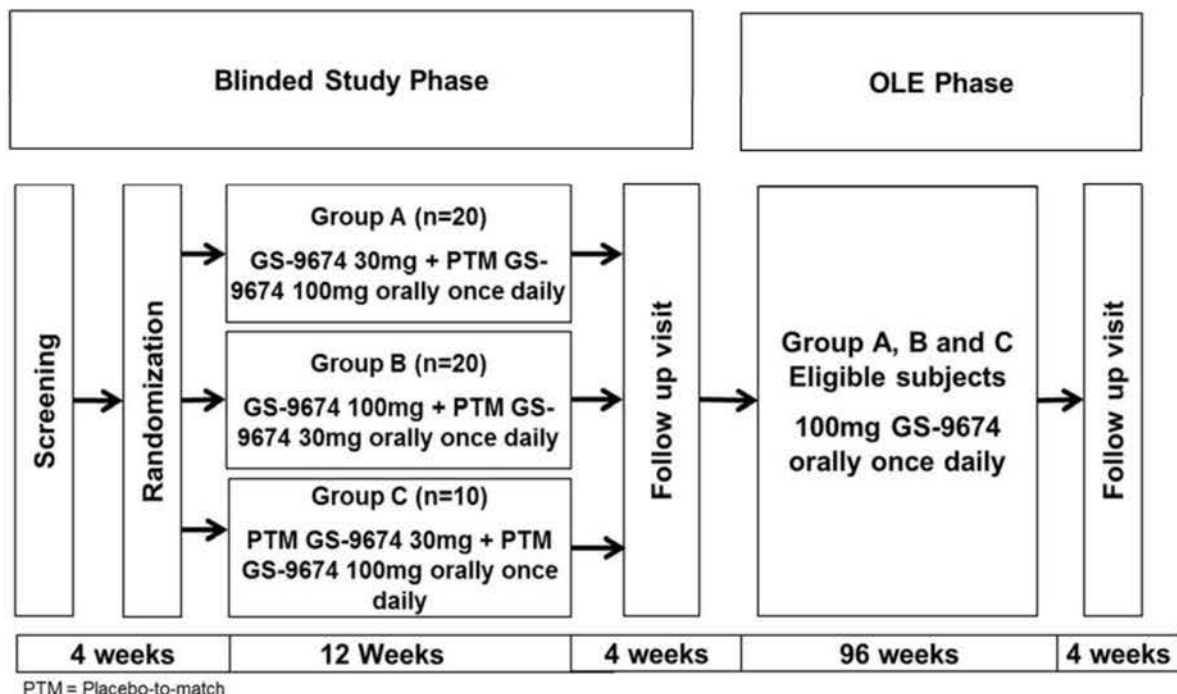 Blinded Study Phase
OLE Phase
Screening
Randomization
Group A (n=20)
GS-9674 30mg + PTM GS-
9674 100mg orally once daily
Group B (n=20)
GS-9674 100mg + PTM GS-
9674 30mg orally once daily
Group C (n=10)
PTM GS-9674 30mg + PTM
GS-9674 100mg orally once
daily
Follow up visit
Group A, B and C
Eligible subjects
100mg GS-9674
orally once daily
Follow up visit
4 weeks
12 Weeks
4 weeks
96 weeks
4 weeks
PTM = Placebo-to-match